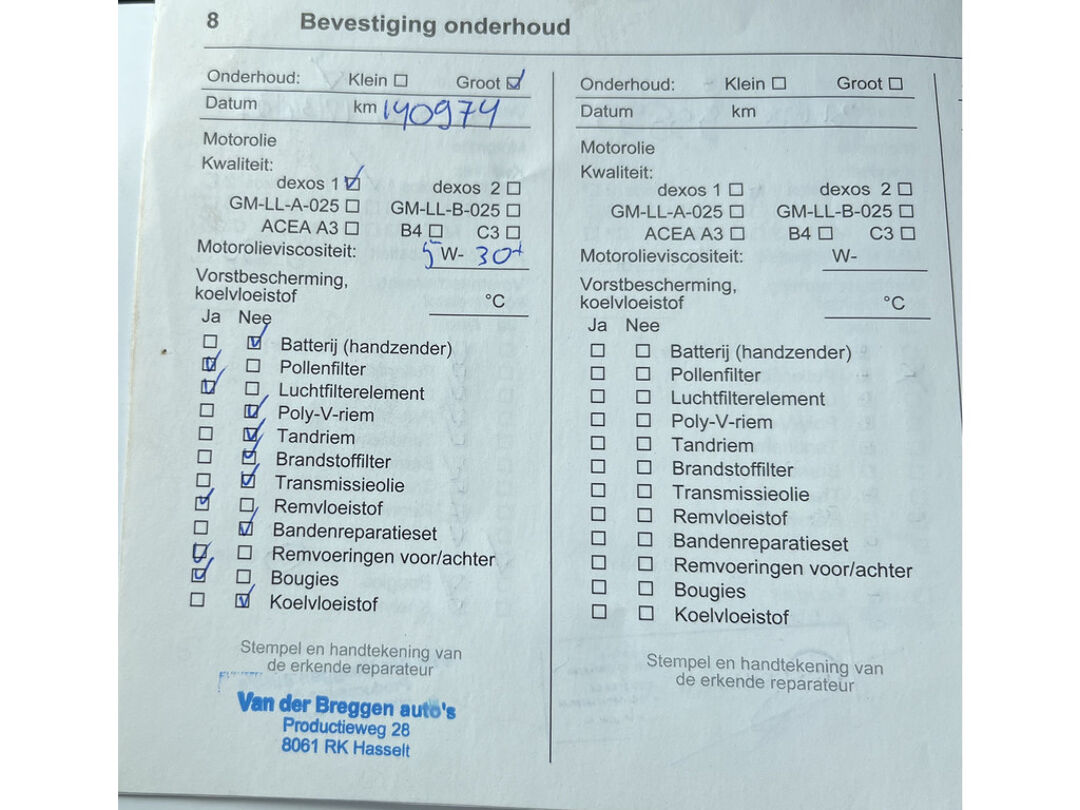 8 Bevestiging onderhoud
Onderhoud: Klein ☐ Groot ☑
Datum km 140974
Motorolie
Kwaliteit:
dexos 1 ☑ dexos 2 ☐
GM-LL-A-025 ☐ GM-LL-B-025 ☐
ACEA A3 ☐ B4 ☐ C3 ☐
Motorolieviscositeit: 5 W- 30
Vorstbescherming,
koelvloeistof °C
Ja Nee
☐ ☑ Batterij (handzender)
☑ ☐ Pollenfilter
☑ ☐ Luchtfilterelement
☐ ☑ Poly-V-riem
☐ ☑ Tandriem
☐ ☑ Brandstoffilter
☐ ☑ Transmissieolie
☑ ☐ Remvloeistof
☐ ☑ Bandenreparatieset
☑ ☐ Remvoeringen voor/achter
☑ ☐ Bougies
☐ ☑ Koelvloeistof
Stempel en handtekening van
de erkende reparateur
Van der Breggen auto's
Productieweg 28
8061 RK Hasselt
Onderhoud: Klein ☐ Groot ☐
Datum km
Motorolie
Kwaliteit:
dexos 1 ☐ dexos 2 ☐
GM-LL-A-025 ☐ GM-LL-B-025 ☐
ACEA A3 ☐ B4 ☐ C3 ☐
Motorolieviscositeit: W-
Vorstbescherming,
koelvloeistof °C
Ja Nee
☐ ☐ Batterij (handzender)
☐ ☐ Pollenfilter
☐ ☐ Luchtfilterelement
☐ ☐ Poly-V-riem
☐ ☐ Tandriem
☐ ☐ Brandstoffilter
☐ ☐ Transmissieolie
☐ ☐ Remvloeistof
☐ ☐ Bandenreparatieset
☐ ☐ Remvoeringen voor/achter
☐ ☐ Bougies
☐ ☐ Koelvloeistof
Stempel en handtekening van
de erkende reparateur